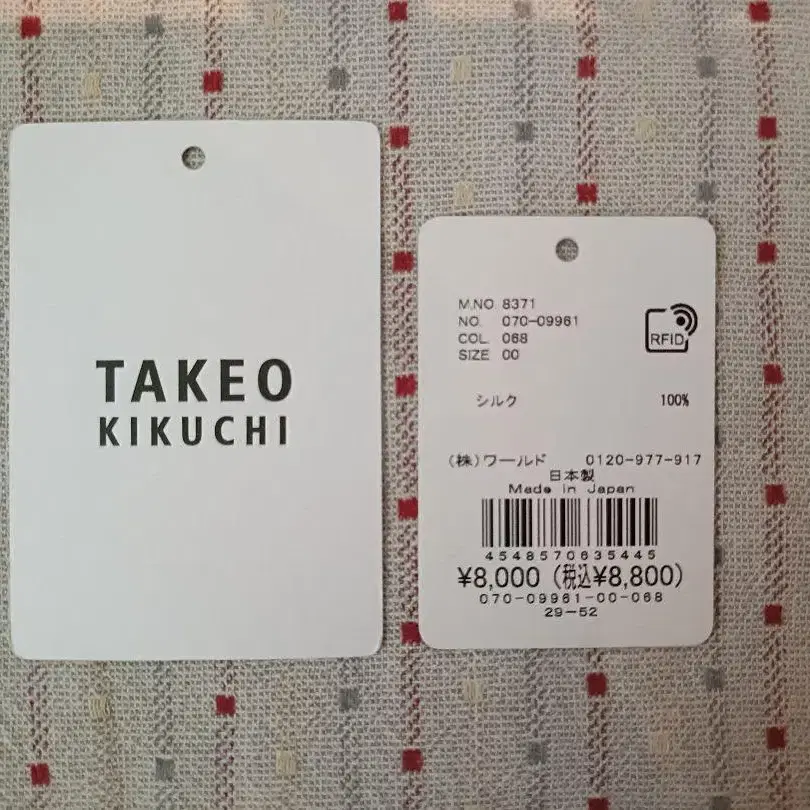 TAKEO
KIKUCHI
M.NO. 8371
NO. 070-09961
COL. 068
SIZE 00
RFID
シルク 100%
(株)ワールド 0120-977-917
日本製
Made in Japan
4548570635445
¥8,000 (税込¥8,800)
070-09961-00-068
29-52